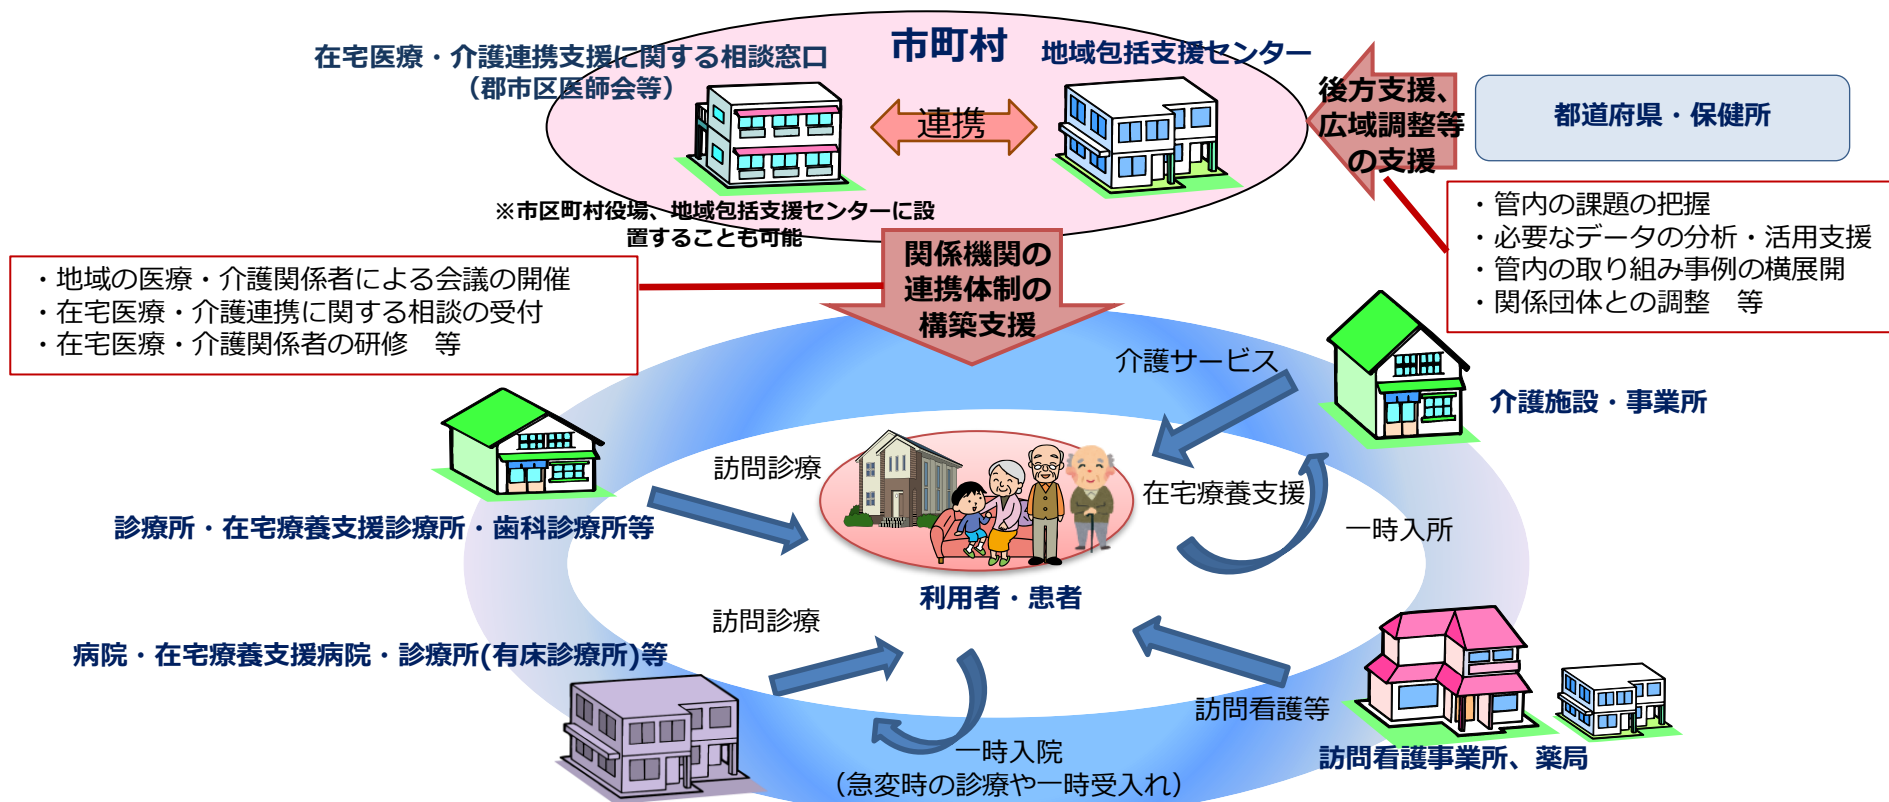 市町村
在宅医療・介護連携支援に関する相談窓口
（郡市区医師会等）
地域包括支援センター
連携
※市区町村役場、地域包括支援センターに設
置することも可能
後方支援、
広域調整等
の支援
都道府県・保健所
・管内の課題の把握
・必要なデータの分析・活用支援
・管内の取り組み事例の横展開
・関係団体との調整　等
関係機関の
連携体制の
構築支援
・地域の医療・介護関係者による会議の開催
・在宅医療・介護連携に関する相談の受付
・在宅医療・介護関係者の研修　等
介護サービス
介護施設・事業所
訪問診療
在宅療養支援
一時入所
診療所・在宅療養支援診療所・歯科診療所等
利用者・患者
訪問診療
病院・在宅療養支援病院・診療所(有床診療所)等
訪問看護等
一時入院
（急変時の診療や一時受入れ）
訪問看護事業所、薬局